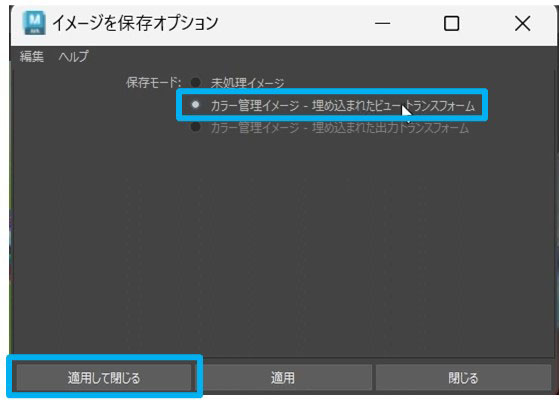 イメージを保存オプション
編集 ヘルプ
保存モード: 未処理イメージ
カラー管理イメージ - 埋め込まれたビュー トランスフォーム
カラー管理イメージ - 埋め込まれた出力トランスフォーム
適用して閉じる 適用 閉じる